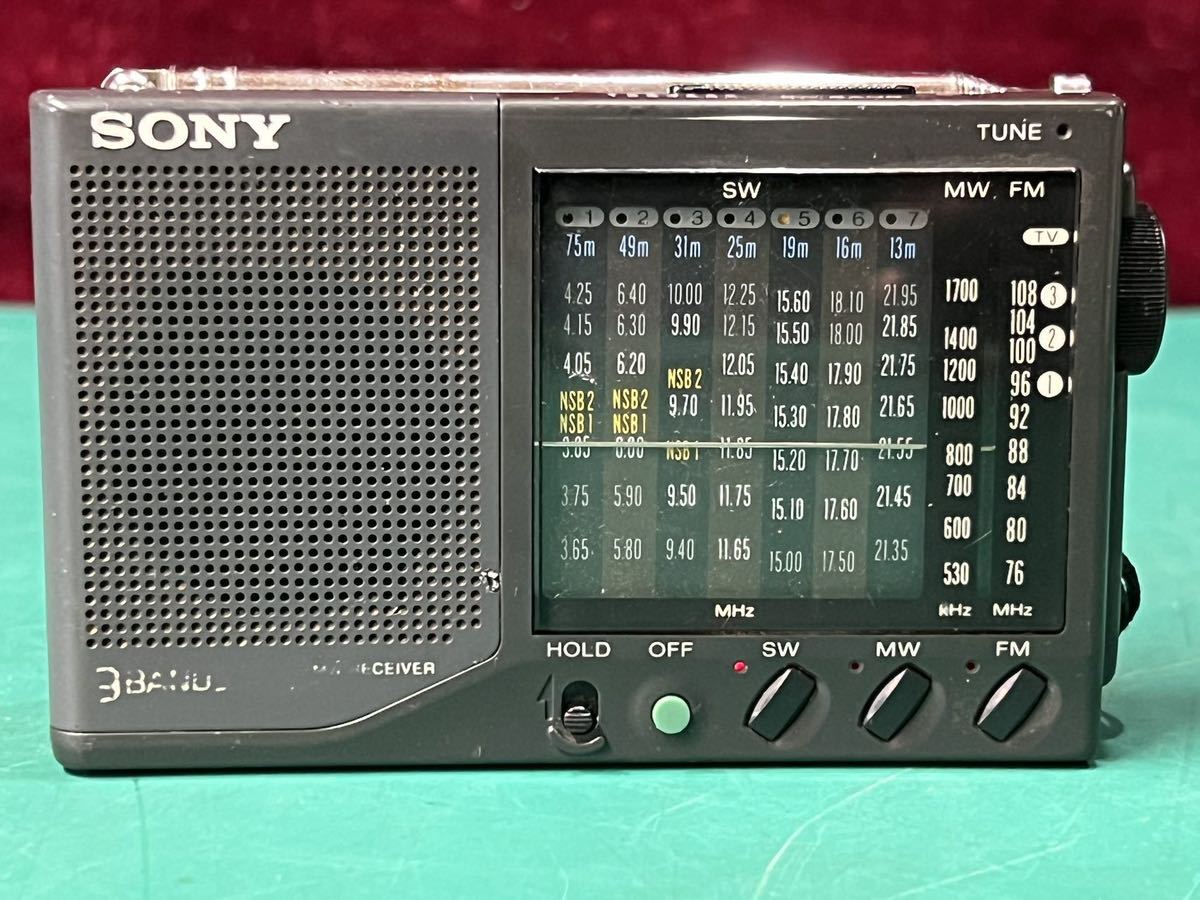 SONY
TUNE
SW MW FM
1 2 3 4 5 6 7
TV
75m 49m 31m 25m 19m 16m 13m
4.25 6.40 10.00 12.25 15.60 18.10 21.95 1700 108 3
4.15 6.30 9.90 12.15 15.50 18.00 21.85 1400 104 2
100
4.05 6.20 NSB2 12.05 15.40 17.90 21.75 1200 96 1
NSB2 NSB2 9.70 11.95 15.30 17.80 21.65 1000 92
NSB1 NSB1
NSB1 11.85 15.20 17.70 21.55 800 88
3.75 5.90 9.50 11.75 15.10 17.60 21.45 700 84
600 80
3.65 5.80 9.40 11.65 15.00 17.50 21.35 530 76
MHz kHz MHz
HOLD OFF SW MW FM
3 BAND